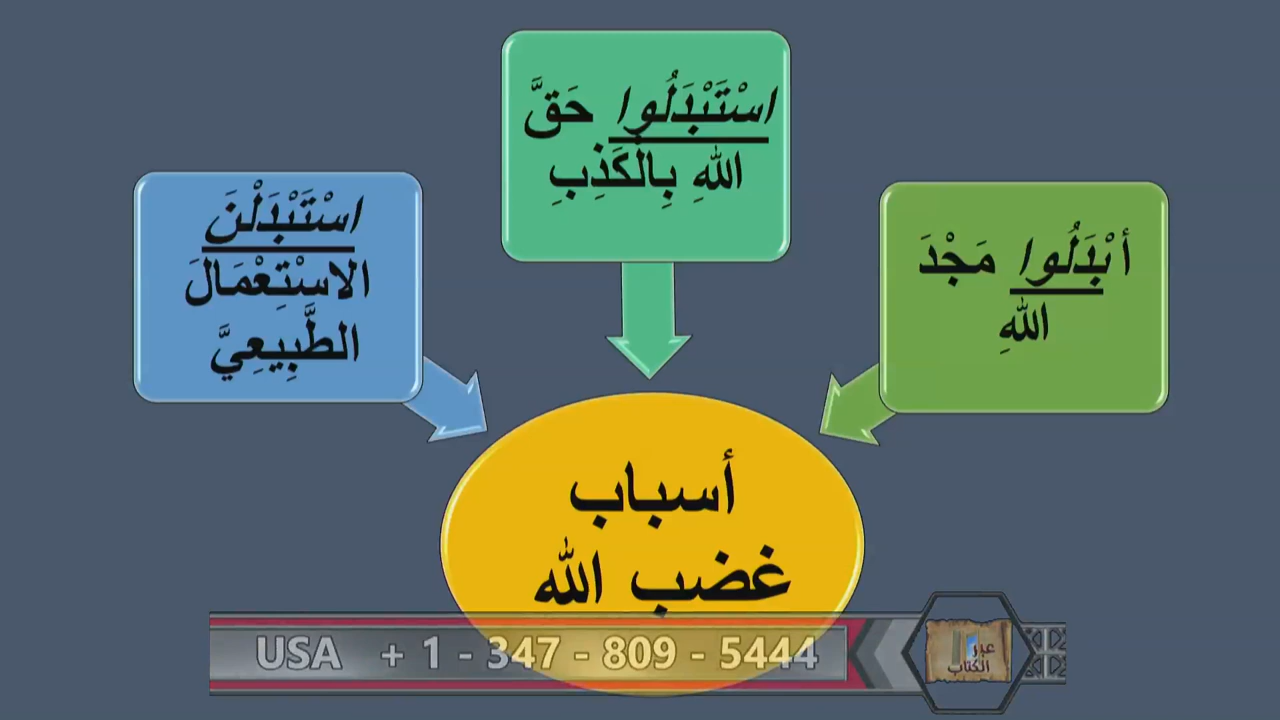 أبْدَلُوا مَجْدَ
اللهِ
اسْتَبْدَلُوا حَقَّ
اللهِ بِالْكَذِبِ
اسْتَبْدَلْنَ
الاسْتِعْمَالَ
الطَّبِيعِيَّ
أسباب
غضب الله
USA + 1 - 347 - 809 - 5444
عبر
الكتاب